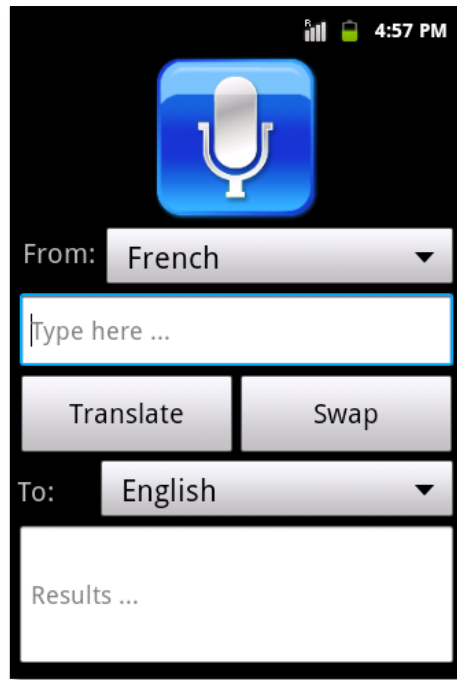 R
4:57 PM
From: French
Type here ...
Translate Swap
To: English
Results ...